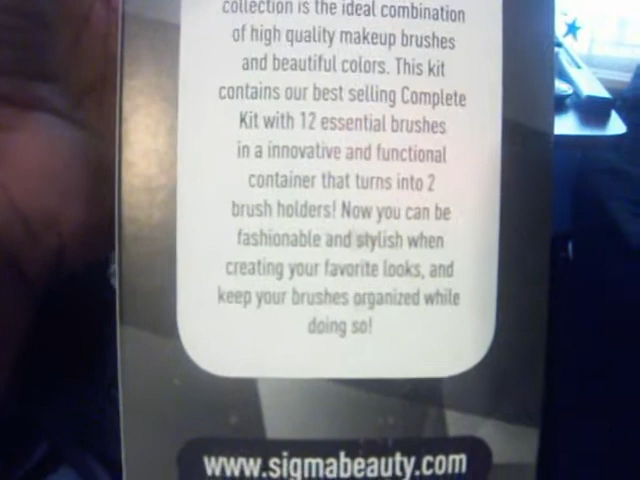 collection is the ideal combination
of high quality makeup brushes
and beautiful colors. This kit
contains our best selling Complete
Kit with 12 essential brushes
in a innovative and functional
container that turns into 2
brush holders! Now you can be
fashionable and stylish when
creating your favorite looks, and
keep your brushes organized while
doing so!
www.sigmabeauty.com